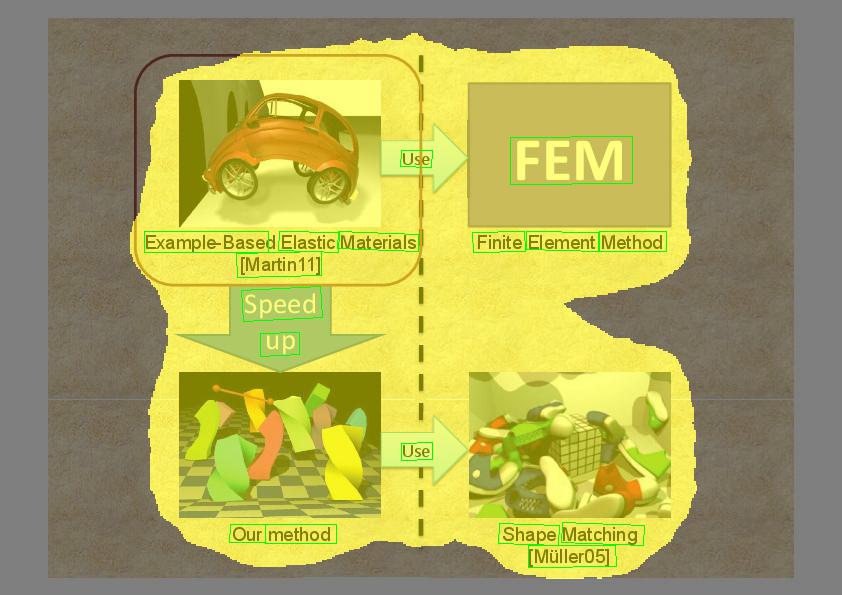 Use
FEM
Example-Based Elastic Materials
[Martin11]
Finite Element Method
Speed
up
Use
Our method
Shape Matching
[Müller05]